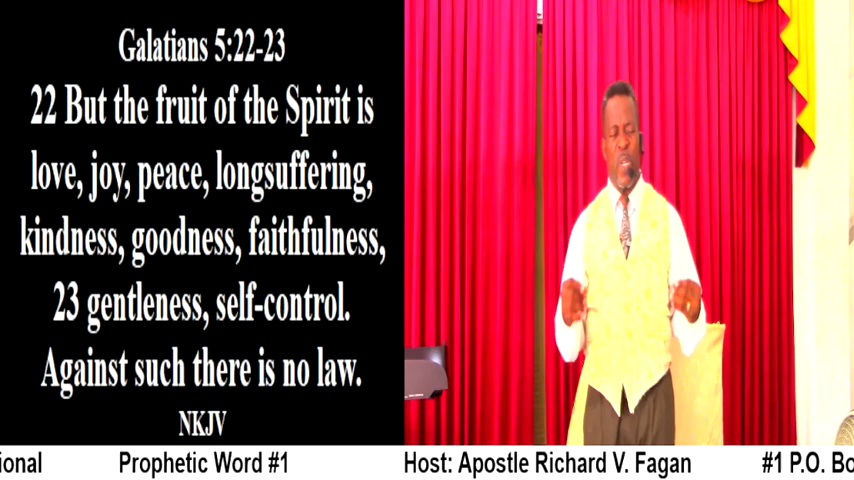 Galatians 5:22-23
22 But the fruit of the Spirit is
love, joy, peace, longsuffering,
kindness, goodness, faithfulness,
23 gentleness, self-control.
Against such there is no law.
NKJV
ional Prophetic Word #1 Host: Apostle Richard V. Fagan #1 P.O. Bo